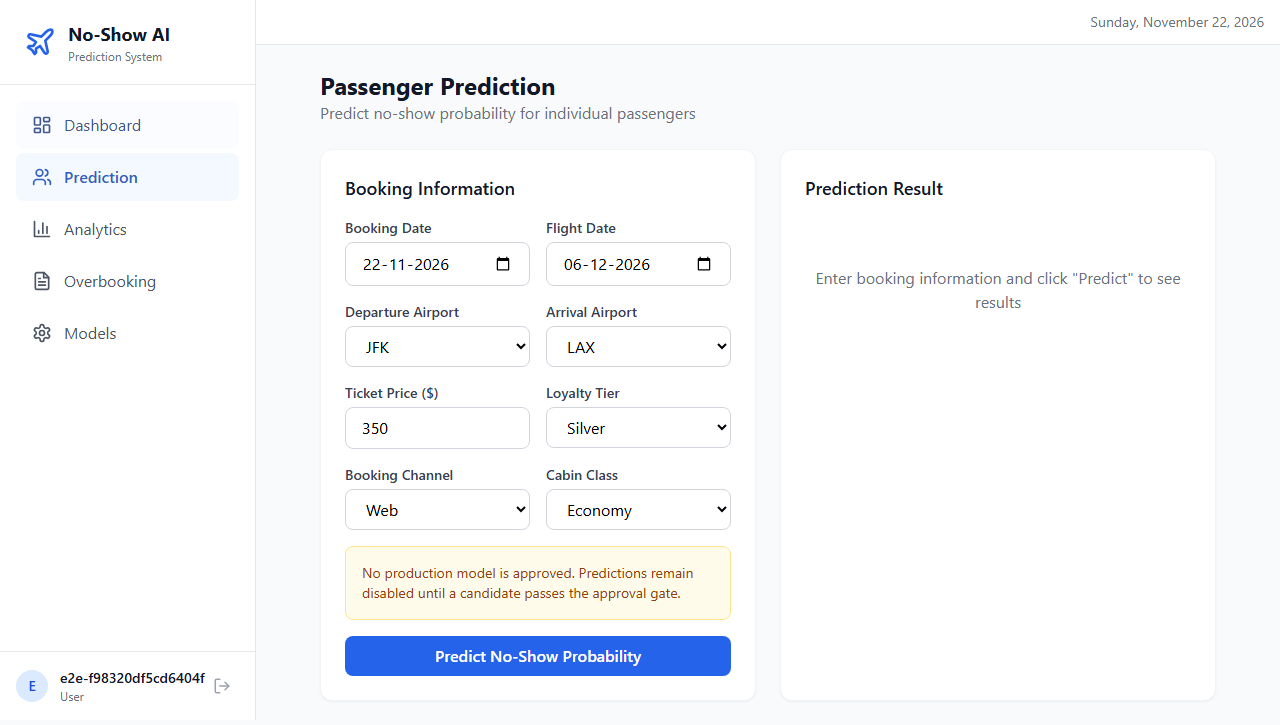 No-Show AI
Prediction System
Sunday, November 22, 2026
Dashboard
Prediction
Analytics
Overbooking
Models
Passenger Prediction
Predict no-show probability for individual passengers
Booking Information
Booking Date
Flight Date
22-11-2026
06-12-2026
Departure Airport
Arrival Airport
JFK
LAX
Ticket Price ($)
Loyalty Tier
350
Silver
Booking Channel
Cabin Class
Web
Economy
No production model is approved. Predictions remain
disabled until a candidate passes the approval gate.
Predict No-Show Probability
Prediction Result
Enter booking information and click "Predict" to see
results
E
e2e-f98320df5cd6404f
User